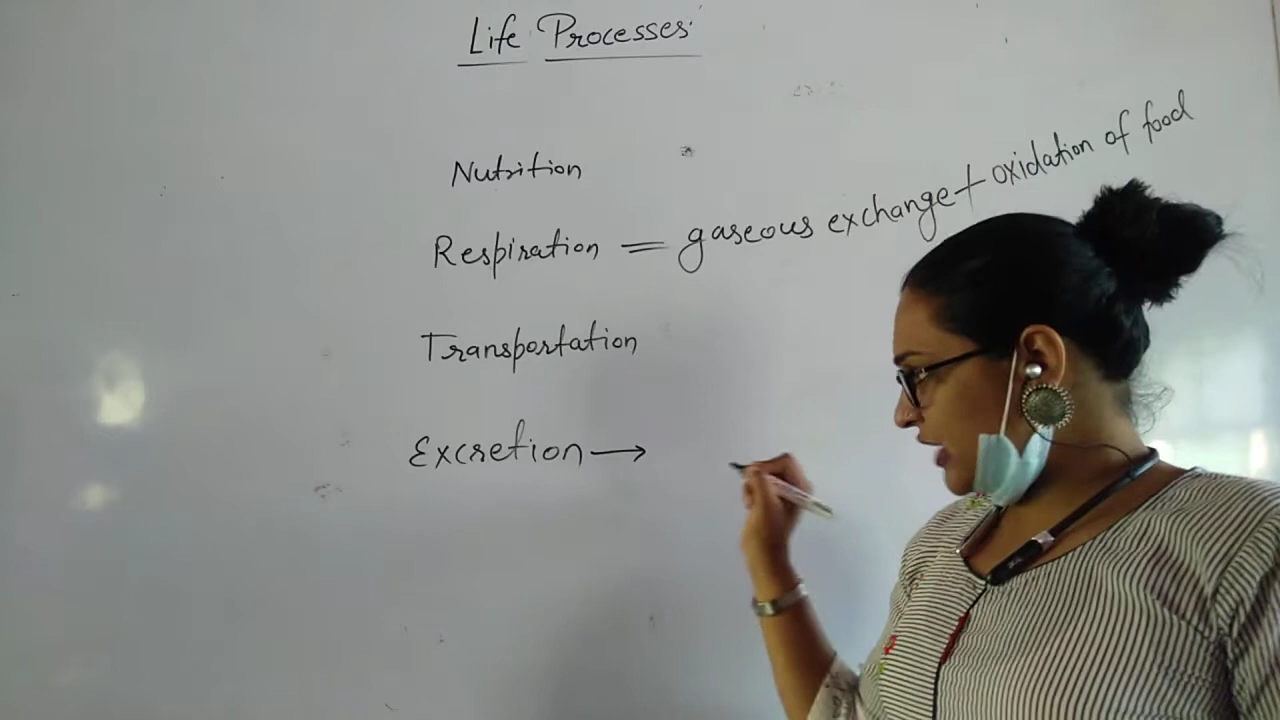 Life Processes.
Nutrition
Respiration = gaseous exchange + oxidation of food
Transportation
Excretion →